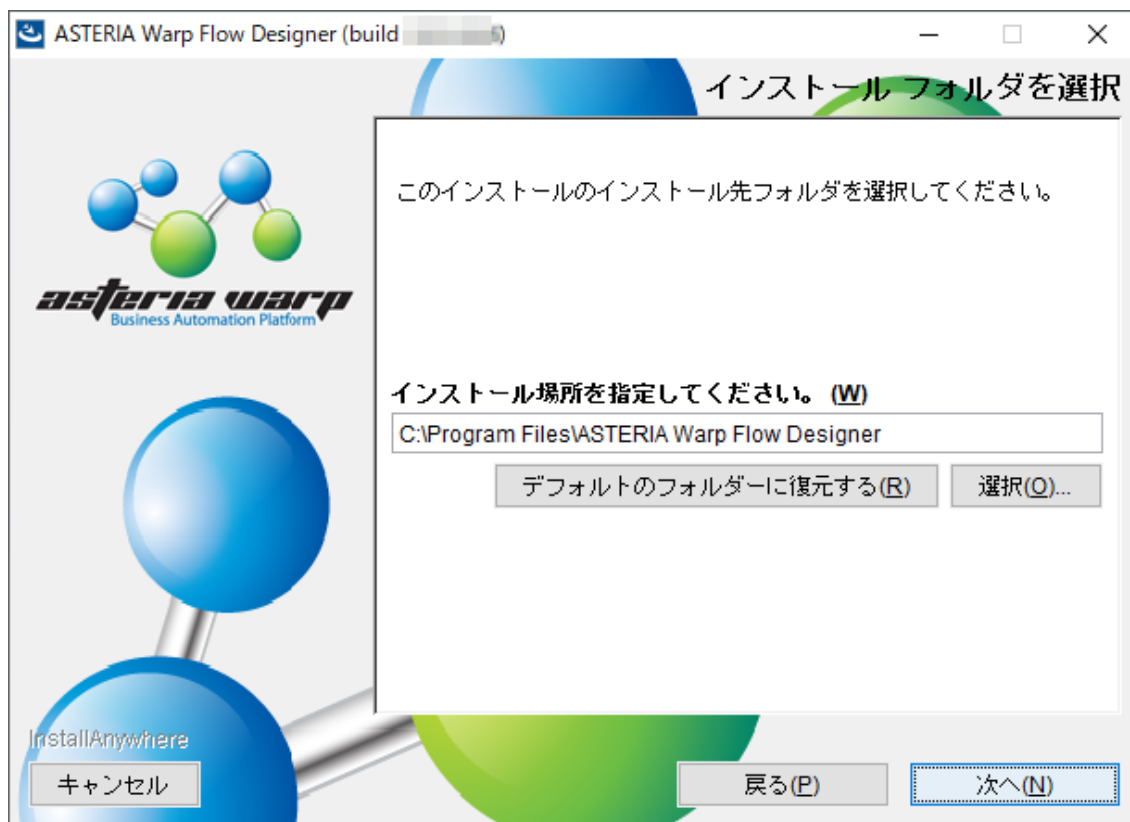 ASTERIA Warp Flow Designer (build )
インストール フォルダを選択
このインストールのインストール先フォルダを選択してください。
asteria warp
Business Automation Platform
インストール場所を指定してください。 (W)
C:\Program Files\ASTERIA Warp Flow Designer
デフォルトのフォルダーに復元する(R)
選択(O)...
InstallAnywhere
キャンセル
戻る(P)
次へ(N)